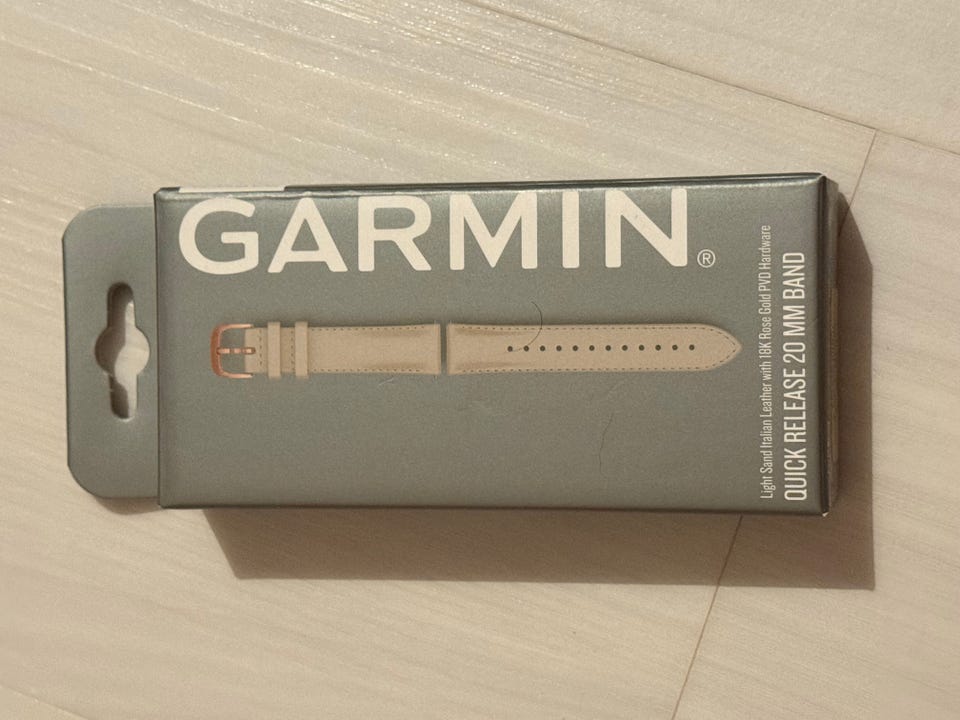 GARMIN®
Light Sand Italian Leather with 18K Rose Gold PVD Hardware
QUICK RELEASE 20 MM BAND